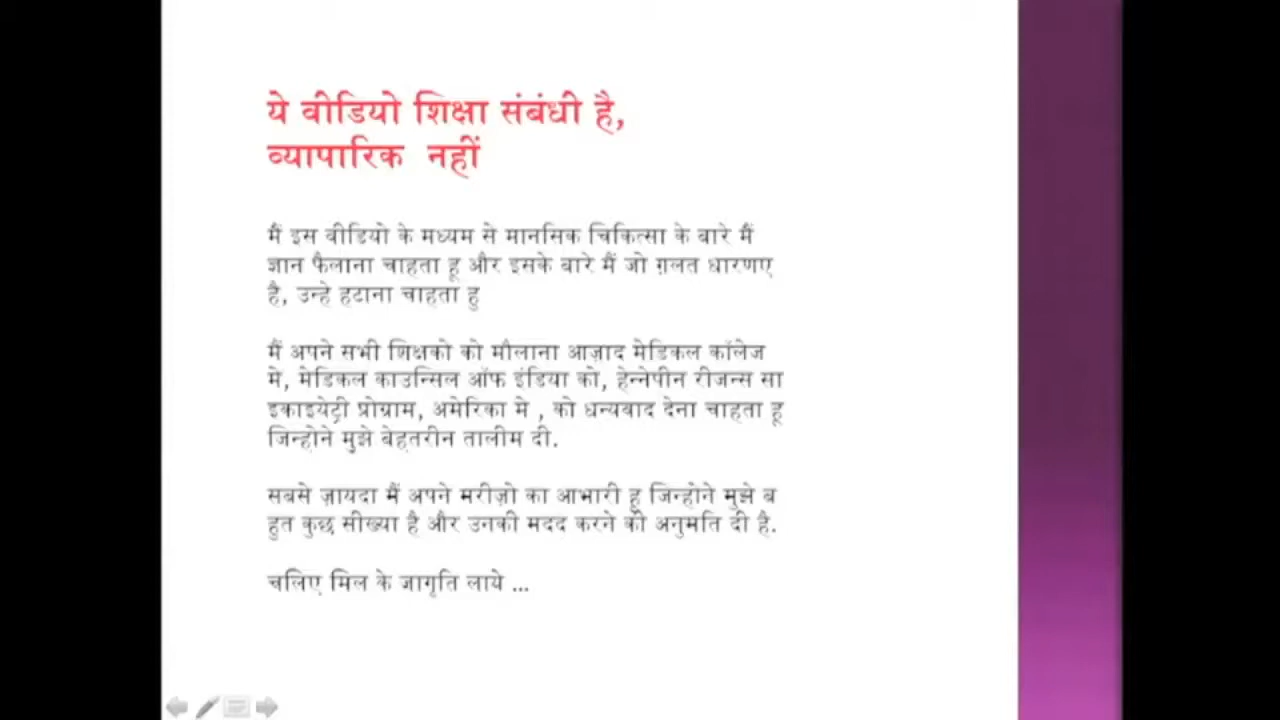 ये वीडियो शिक्षा संबंधी है,
व्यापारिक नहीं
मैं इस वीडियो के मध्यम से मानसिक चिकित्सा के बारे मैं
ज्ञान फैलाना चाहता हू और इसके बारे मैं जो ग़लत धारणए
है, उन्हे हटाना चाहता हु
मैं अपने सभी शिक्षको को मौलाना आज़ाद मेडिकल कॉलेज
मे, मेडिकल काउन्सिल ऑफ इंडिया को, हेन्नेपीन रीजन्स सा
इकाइयेट्री प्रोग्राम, अमेरिका मे , को धन्यवाद देना चाहता हू
जिन्होने मुझे बेहतरीन तालीम दी.
सबसे ज़ायदा मैं अपने मरीज़ो का आभारी हू जिन्होने मुझे ब
हुत कुछ सीख्या है और उनकी मदद करने की अनुमति दी है.
चलिए मिल के जागृति लाये ...